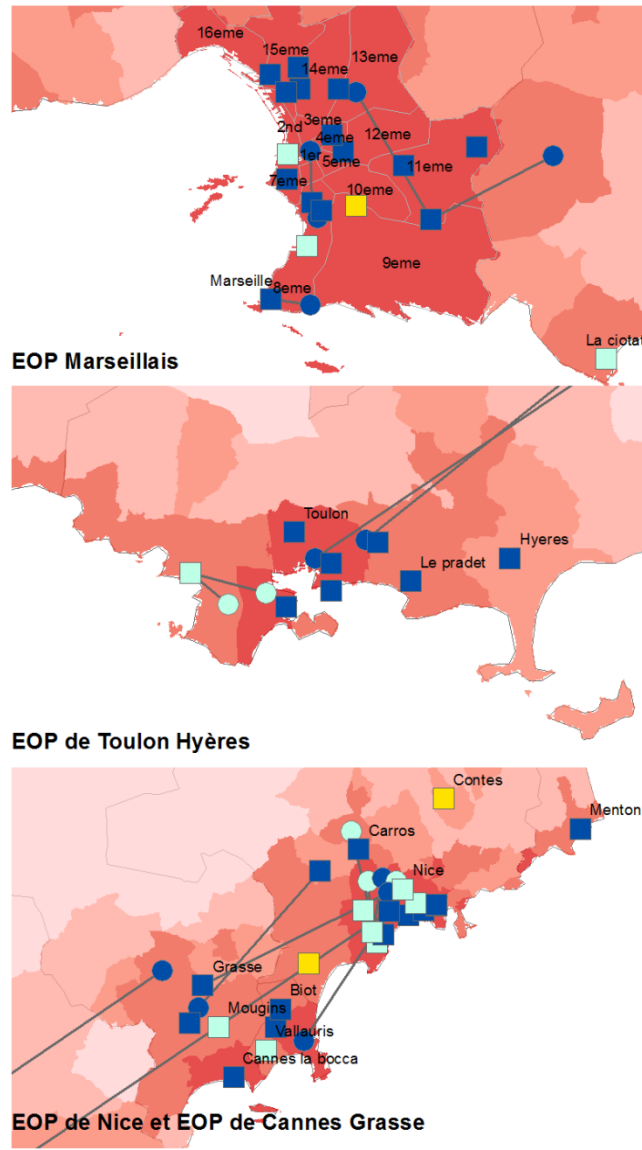 16eme
15eme
13eme
14eme
3eme
2nd
4eme
12eme
1er
5eme
11eme
7eme
10eme
9eme
Marseille
8eme
La ciotat
EOP Marseillais
Toulon
Hyeres
Le pradet
EOP de Toulon Hyères
Contes
Menton
Carros
Nice
Grasse
Biot
Mougins
Vallauris
Cannes la bocca
EOP de Nice et EOP de Cannes Grasse